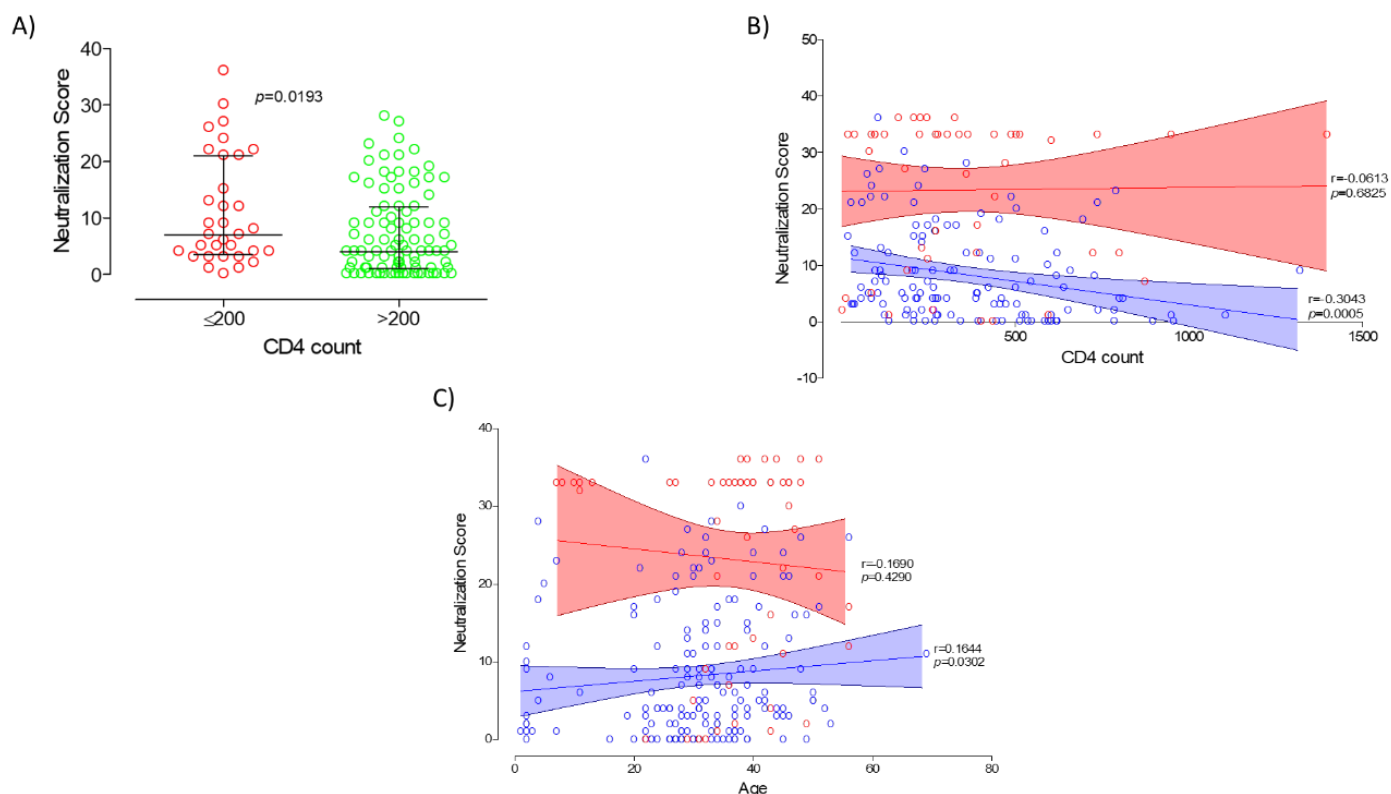 A)
Neutralization Score
40
30
20
10
0
p=0.0193
≤200
>200
CD4 count
B)
Neutralization Score
50
40
30
20
10
0
-10
500
1000
1500
CD4 count
r=-0.0613
p=0.6825
r=-0.3043
p=0.0005
C)
Neutralization Score
40
30
20
10
0
0
20
40
60
80
Age
r=-0.1690
p=0.4290
r=0.1644
p=0.0302